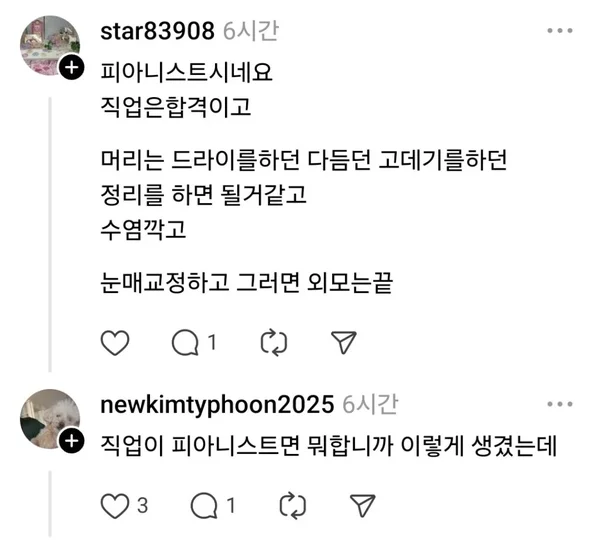 star83908 6시간
피아니스트시네요
직업은합격이고
머리는 드라이를하던 다듬던 고데기를하던
정리를 하면 될거같고
수염깍고
눈매교정하고 그러면 외모는끝
1
newkimtyphoon2025 6시간
직업이 피아니스트면 뭐합니까 이렇게 생겼는데
3 1